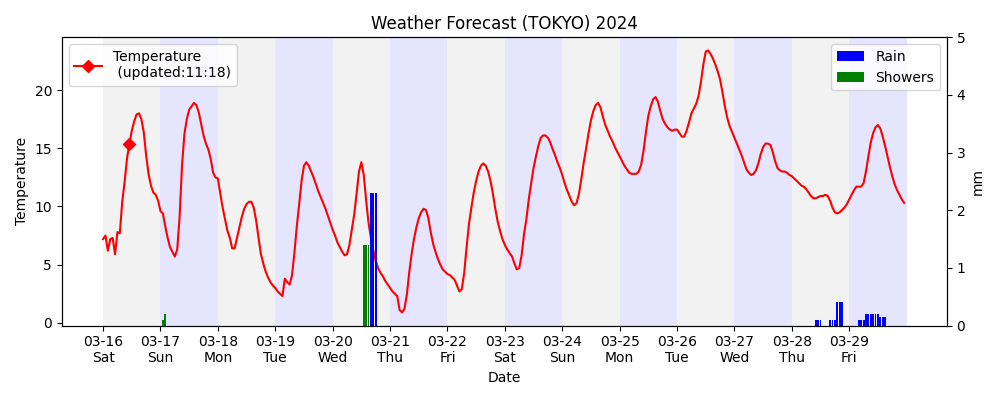 Weather Forecast (TOKYO) 2024
Temperature
(updated:11:18)
Rain
Showers
Temperature
20
15
10
5
0
5
4
3
2
1
0
mm
03-16 03-17 03-18 03-19 03-20 03-21 03-22 03-23 03-24 03-25 03-26 03-27 03-28 03-29
Sat Sun Mon Tue Wed Thu Fri Sat Sun Mon Tue Wed Thu Fri
Date